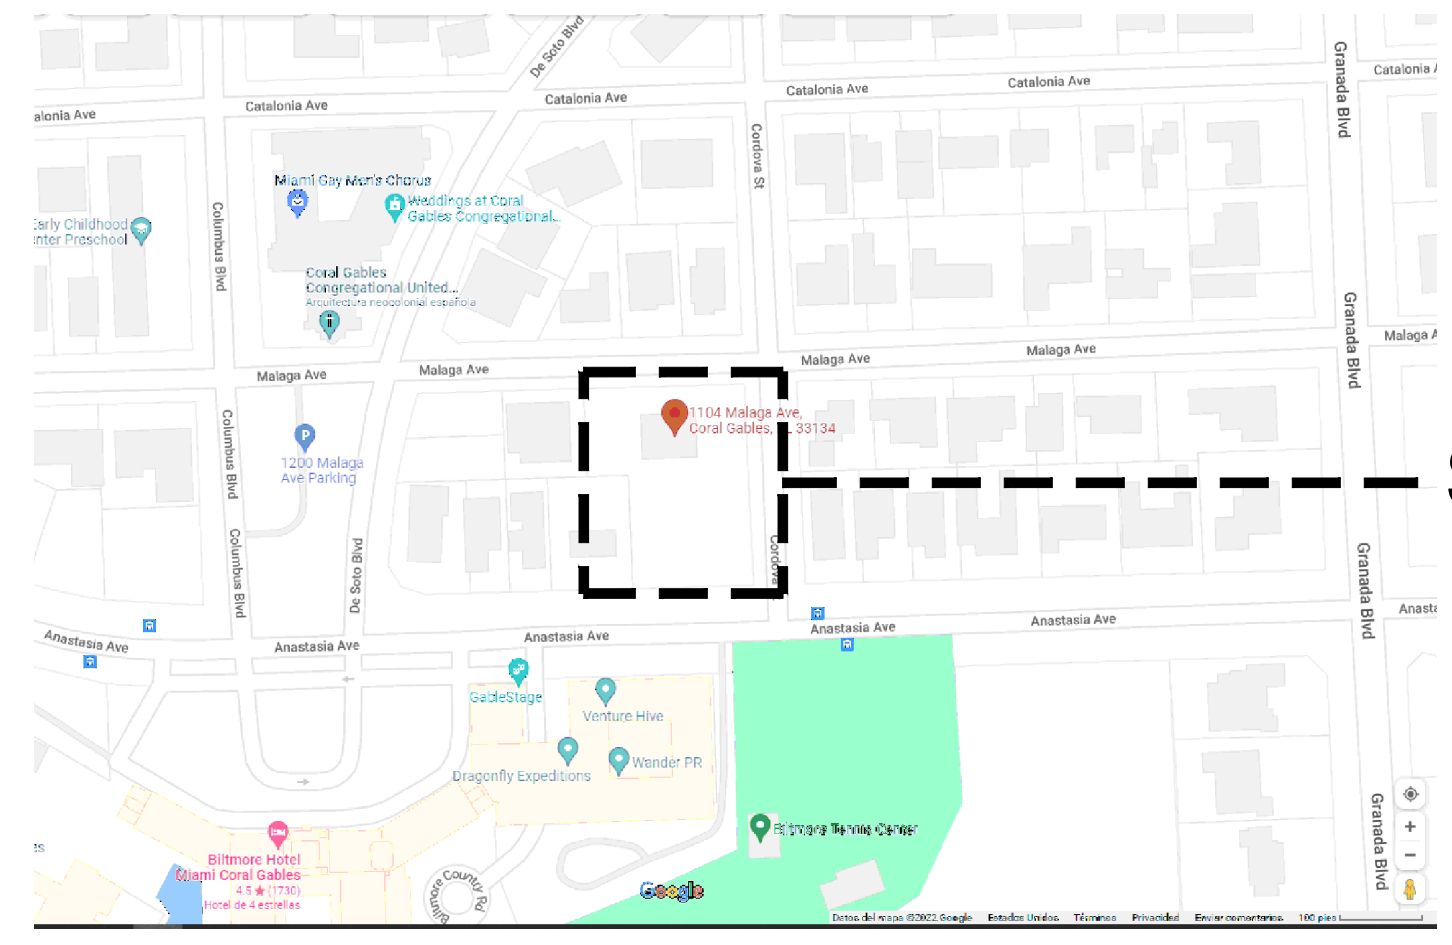 De Soto Blvd
Catalonia Ave
Catalonia Ave
Catalonia Ave
Catalonia Ave
Catalonia
alonia Ave
Granada Blvd
Cordova St
Miami Gay Men's Chorus
Weddings at Coral
Gables Congregational...
Early Childhood
nter Preschool
Columbus Blvd
Coral Gables
Congregational United...
Arquitectura neocolonial española
Granada Blvd
Malaga A
Malaga Ave
Malaga Ave
Malaga Ave
Malaga Ave
1104 Malaga Ave,
Coral Gables, FL 33134
Columbus Blvd
P
1200 Malaga
Ave Parking
S
Columbus Blvd
De Soto Blvd
Cordova
Granada Blvd
Anasta
Anastasia Ave
Anastasia Ave
Anastasia Ave
Anastasia Ave
Anastasia Ave
GableStage
Venture Hive
Dragonfly Expeditions
Wander PR
Granada Blvd
Biltmore Tennis Center
es
Biltmore Hotel
Miami Coral Gables
4.5 ★ (1730)
Hotel de 4 estrellas
Biltmore Country Rd
Google
Datos del mapa ©2022 Google Estados Unidos Términos Privacidad Enviar comentarios 100 pies